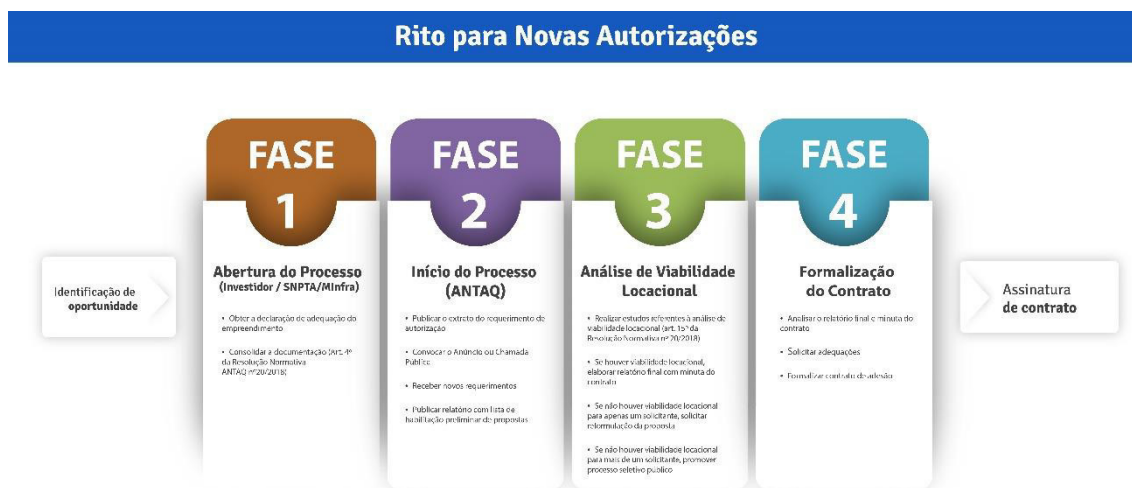 Rito para Novas Autorizações
Identificação de
oportunidade
FASE
1
Abertura do Processo
(Investidor / SNPTA/MInfra)
• Obter a declaração de adequação do
empreendimento
• Consolidar a documentação (Art. 4º
da Resolução Normativa
ANTAQ nº20/2018)
FASE
2
Início do Processo
(ANTAQ)
• Publicar o extrato do requerimento de
autorização
• Convocar o Anúncio ou Chamada
Pública
• Receber novos requerimentos
• Publicar relatório com lista de
habilitação preliminar de propostas
FASE
3
Análise de Viabilidade
Locacional
• Realizar estudos referentes à análise de
viabilidade locacional (art. 15º da
Resolução Normativa nº 20/2018)
• Se houver viabilidade locacional,
elaborar relatório final com minuta do
contrato
• Se não houver viabilidade locacional
para apenas um solicitante, solicitar
reformulação da proposta
• Se não houver viabilidade locacional
para mais de um solicitante, promover
processo seletivo público
FASE
4
Formalização
do Contrato
• Analisar o relatório final e minuta do
contrato
• Solicitar adequações
• Formalizar contrato de adesão
Assinatura
de contrato